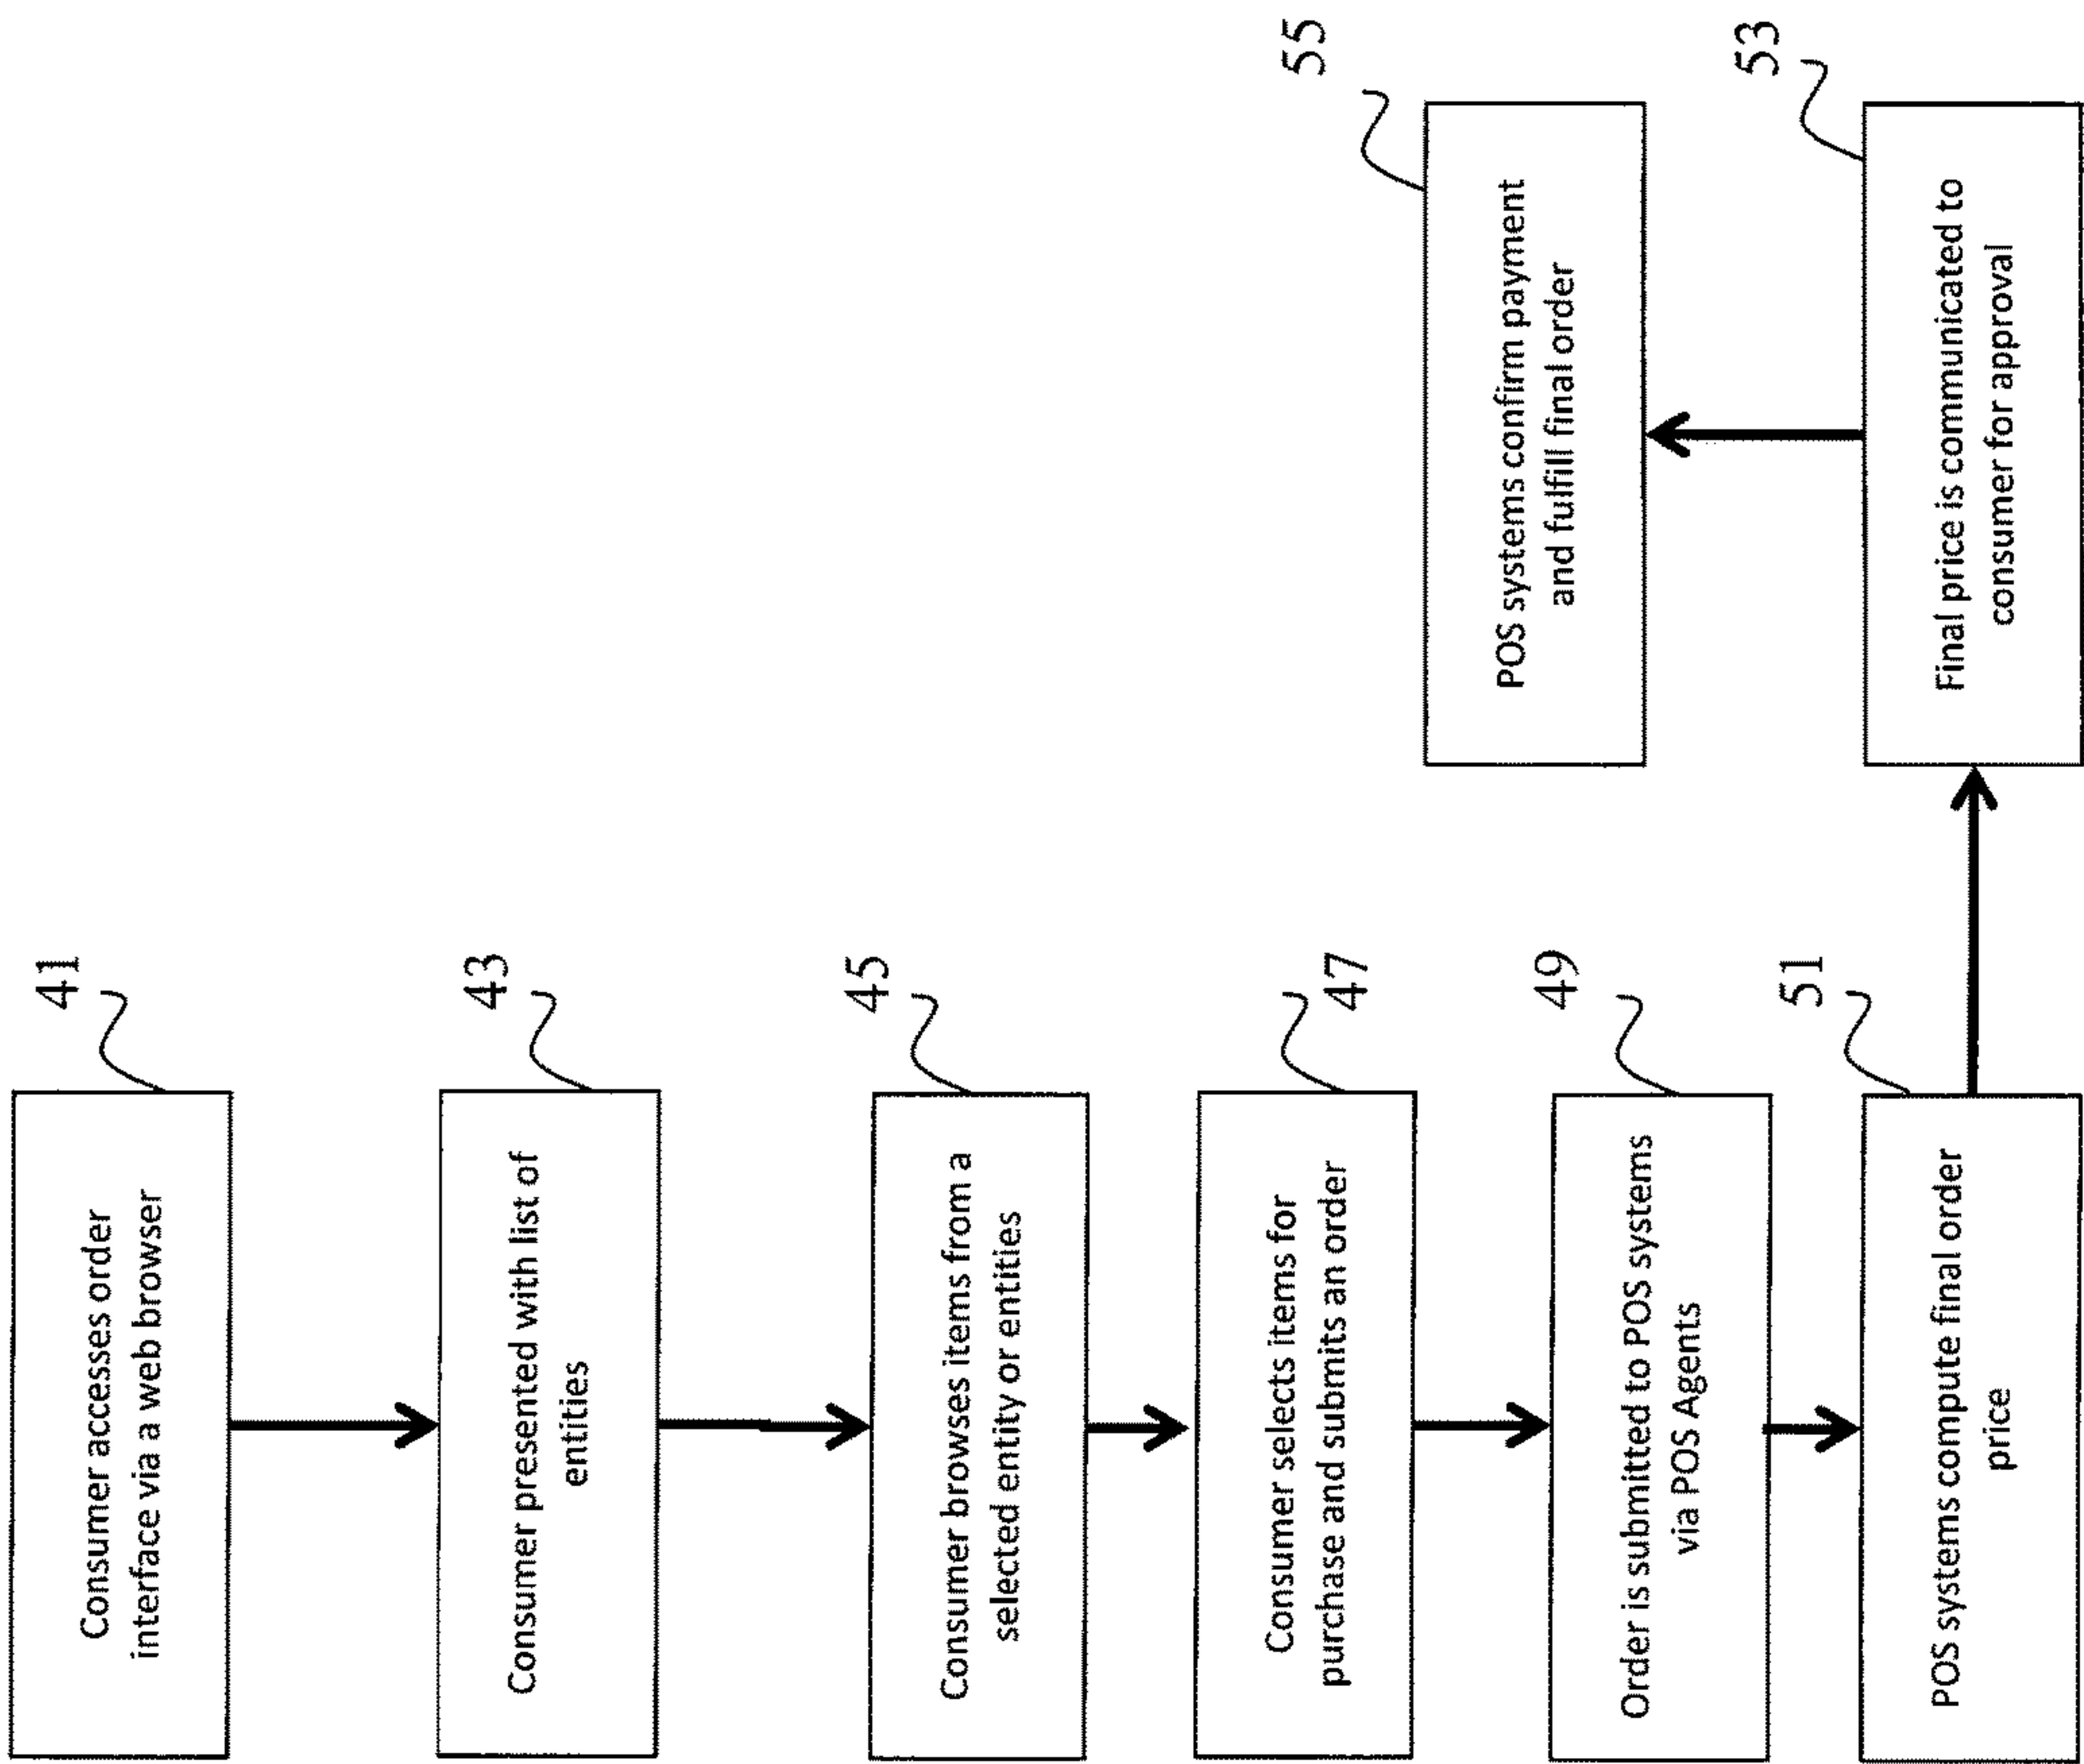 41
Consumer accesses order
interface via a web browser
43
Consumer presented with list of
entities
45
Consumer browses items from a
selected entity or entities
47
Consumer selects items for
purchase and submits an order
49
Order is submitted to POS systems
via POS Agents
51
POS systems compute final order
price
53
Final price is communicated to
consumer for approval
55
POS systems confirm payment
and fulfill final order